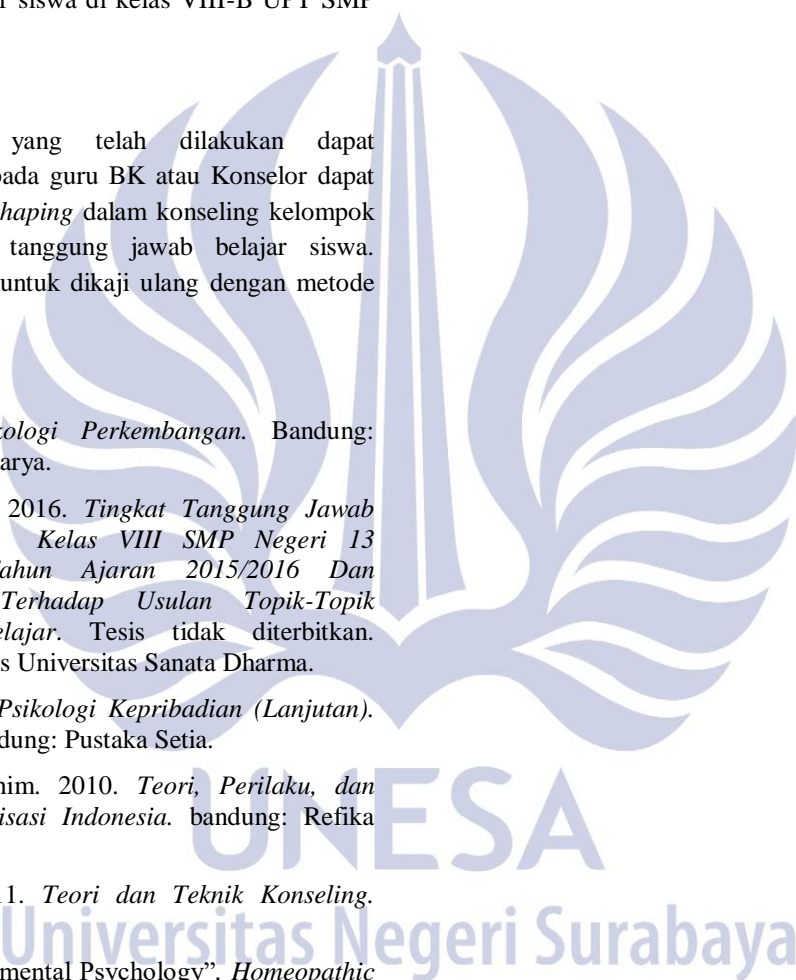 siswa di kelas VIII-B UPT SMP
yang telah dilakukan dapat
pada guru BK atau Konselor dapat
haping dalam konseling kelompok
tanggung jawab belajar siswa.
untuk dikaji ulang dengan metode
kologi Perkembangan. Bandung:
arya.
2016. Tingkat Tanggung Jawab
Kelas VIII SMP Negeri 13
ahun Ajaran 2015/2016 Dan
Terhadap Usulan Topik-Topik
elajar. Tesis tidak diterbitkan.
s Universitas Sanata Dharma.
Psikologi Kepribadian (Lanjutan).
dung: Pustaka Setia.
him. 2010. Teori, Perilaku, dan
isasi Indonesia. bandung: Refika
11. Teori dan Teknik Konseling.
mental Psychology”. Homeopathic
UNESA
Universitas Negeri Surabaya